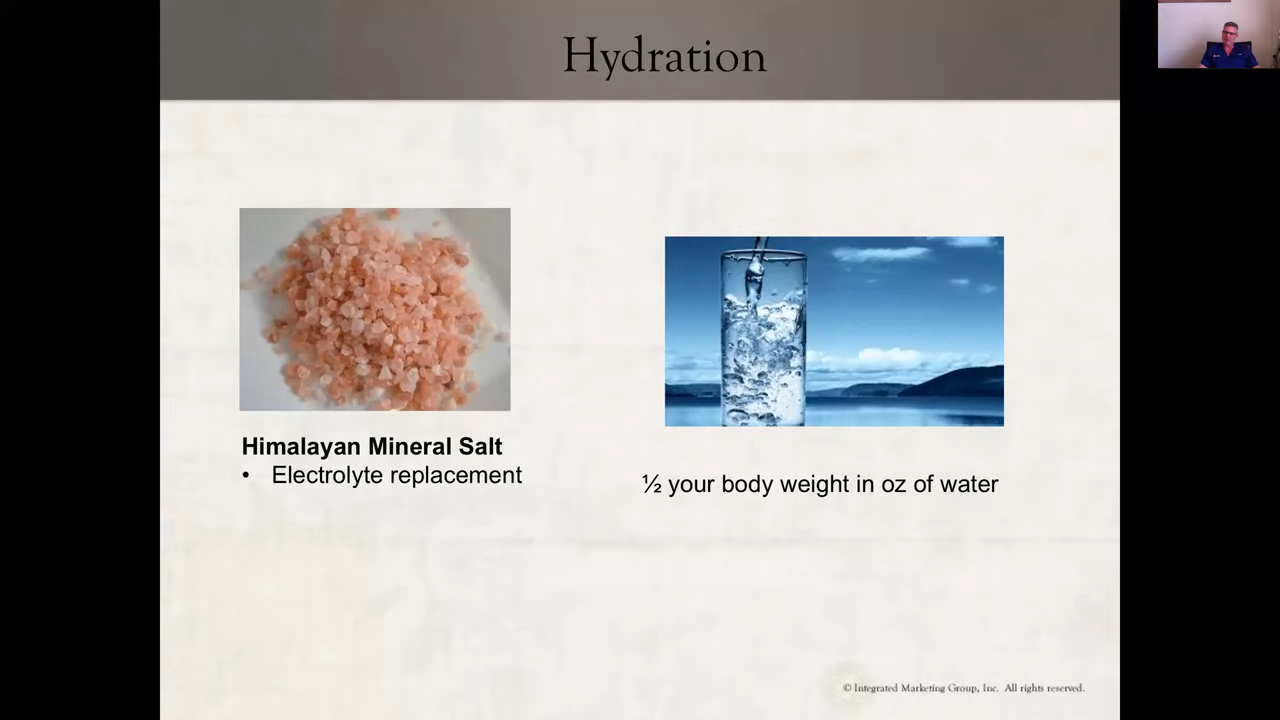 Hydration
Himalayan Mineral Salt
• Electrolyte replacement
½ your body weight in oz of water
© Integrated Marketing Group, Inc. All rights reserved.